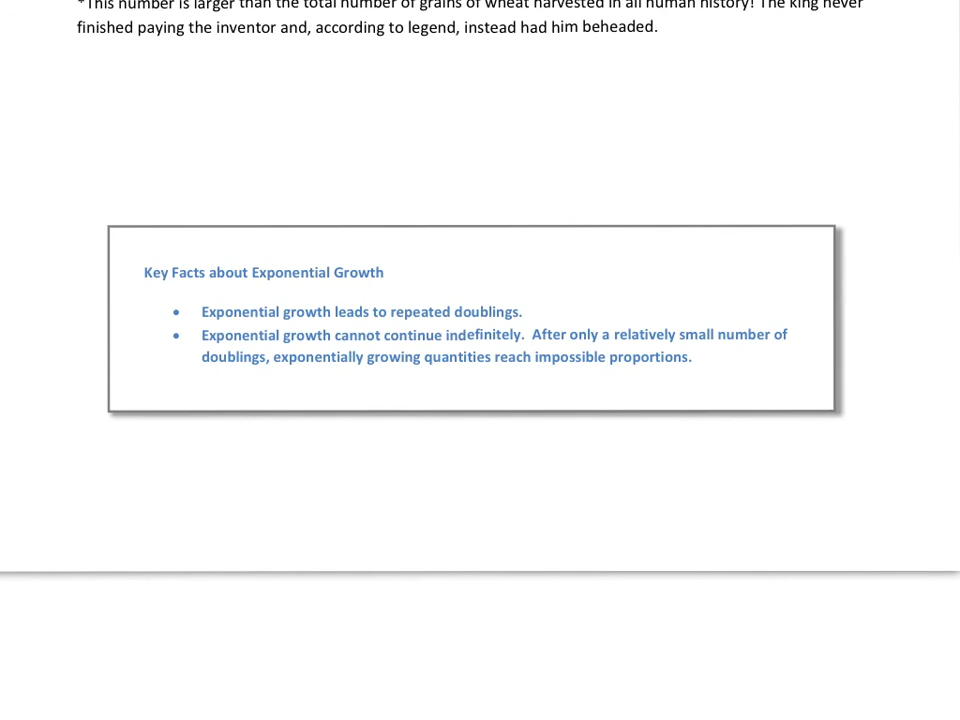 *This number is larger than the total number of grains of wheat harvested in all human history! The king never
finished paying the inventor and, according to legend, instead had him beheaded.
Key Facts about Exponential Growth
• Exponential growth leads to repeated doublings.
• Exponential growth cannot continue indefinitely.  After only a relatively small number of
doublings, exponentially growing quantities reach impossible proportions.